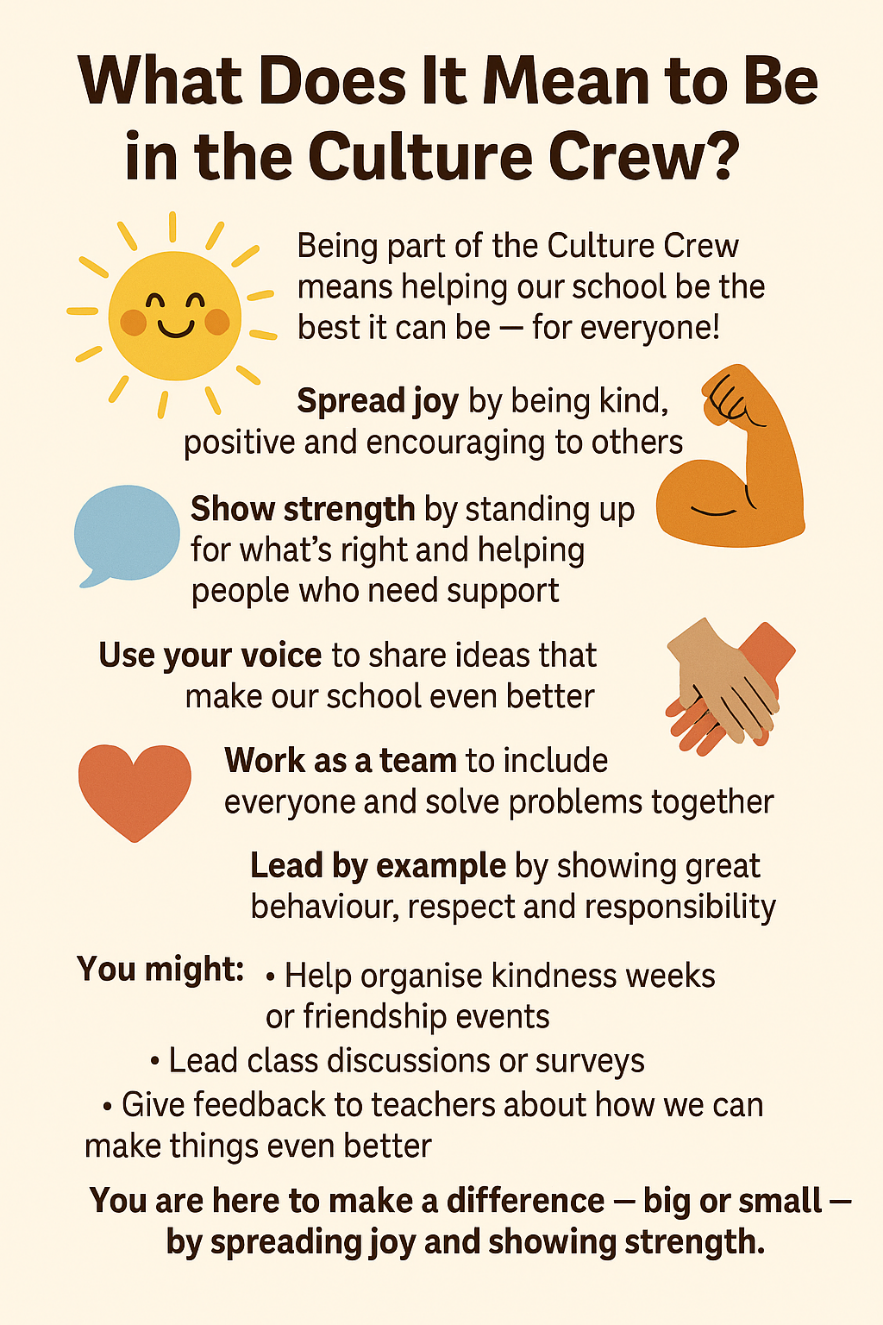 What Does It Mean to Be
in the Culture Crew?
Being part of the Culture Crew
means helping our school be the
best it can be — for everyone!
Spread joy by being kind,
positive and encouraging to others
Show strength by standing up
for what’s right and helping
people who need support
Use your voice to share ideas that
make our school even better
Work as a team to include
everyone and solve problems together
Lead by example by showing great
behaviour, respect and responsibility
You might:
• Help organise kindness weeks
or friendship events
• Lead class discussions or surveys
• Give feedback to teachers about how we can
make things even better
You are here to make a difference — big or small —
by spreading joy and showing strength.